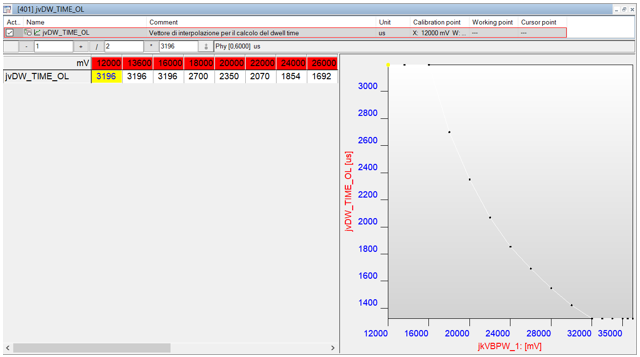 [401] jvDW_TIME_OL
Act.. Name Comment Unit Calibration point Working point Cursor point
jvDW_TIME_OL Vettore di interpolazione per il calcolo del dwell time us X: 12000 mV W: ... --- ---
- 1 + / 2 * 3196 Phy [0,6000] us
mV 12000 13600 16000 18000 20000 22000 24000 26000
jvDW_TIME_OL 3196 3196 3196 2700 2350 2070 1854 1692
3000
2800
2600
2400
2200
2000
1800
1600
1400
jvDW_TIME_OL [us]
12000 16000 20000 24000 28000 32000 35000
jkVBPW_1: [mV]